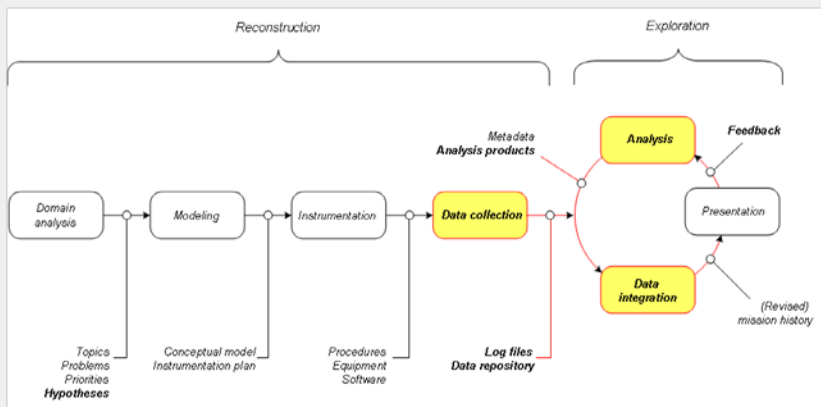 Reconstruction
Exploration
Metadata
Analysis products
Analysis
Feedback
Domain
analysis
Modeling
Instrumentation
Data collection
Presentation
Data
integration
(Revised)
mission history
Topics
Problems
Priorities
Hypotheses
Conceptual model
Instrumentation plan
Procedures
Equipment
Software
Log files
Data repository